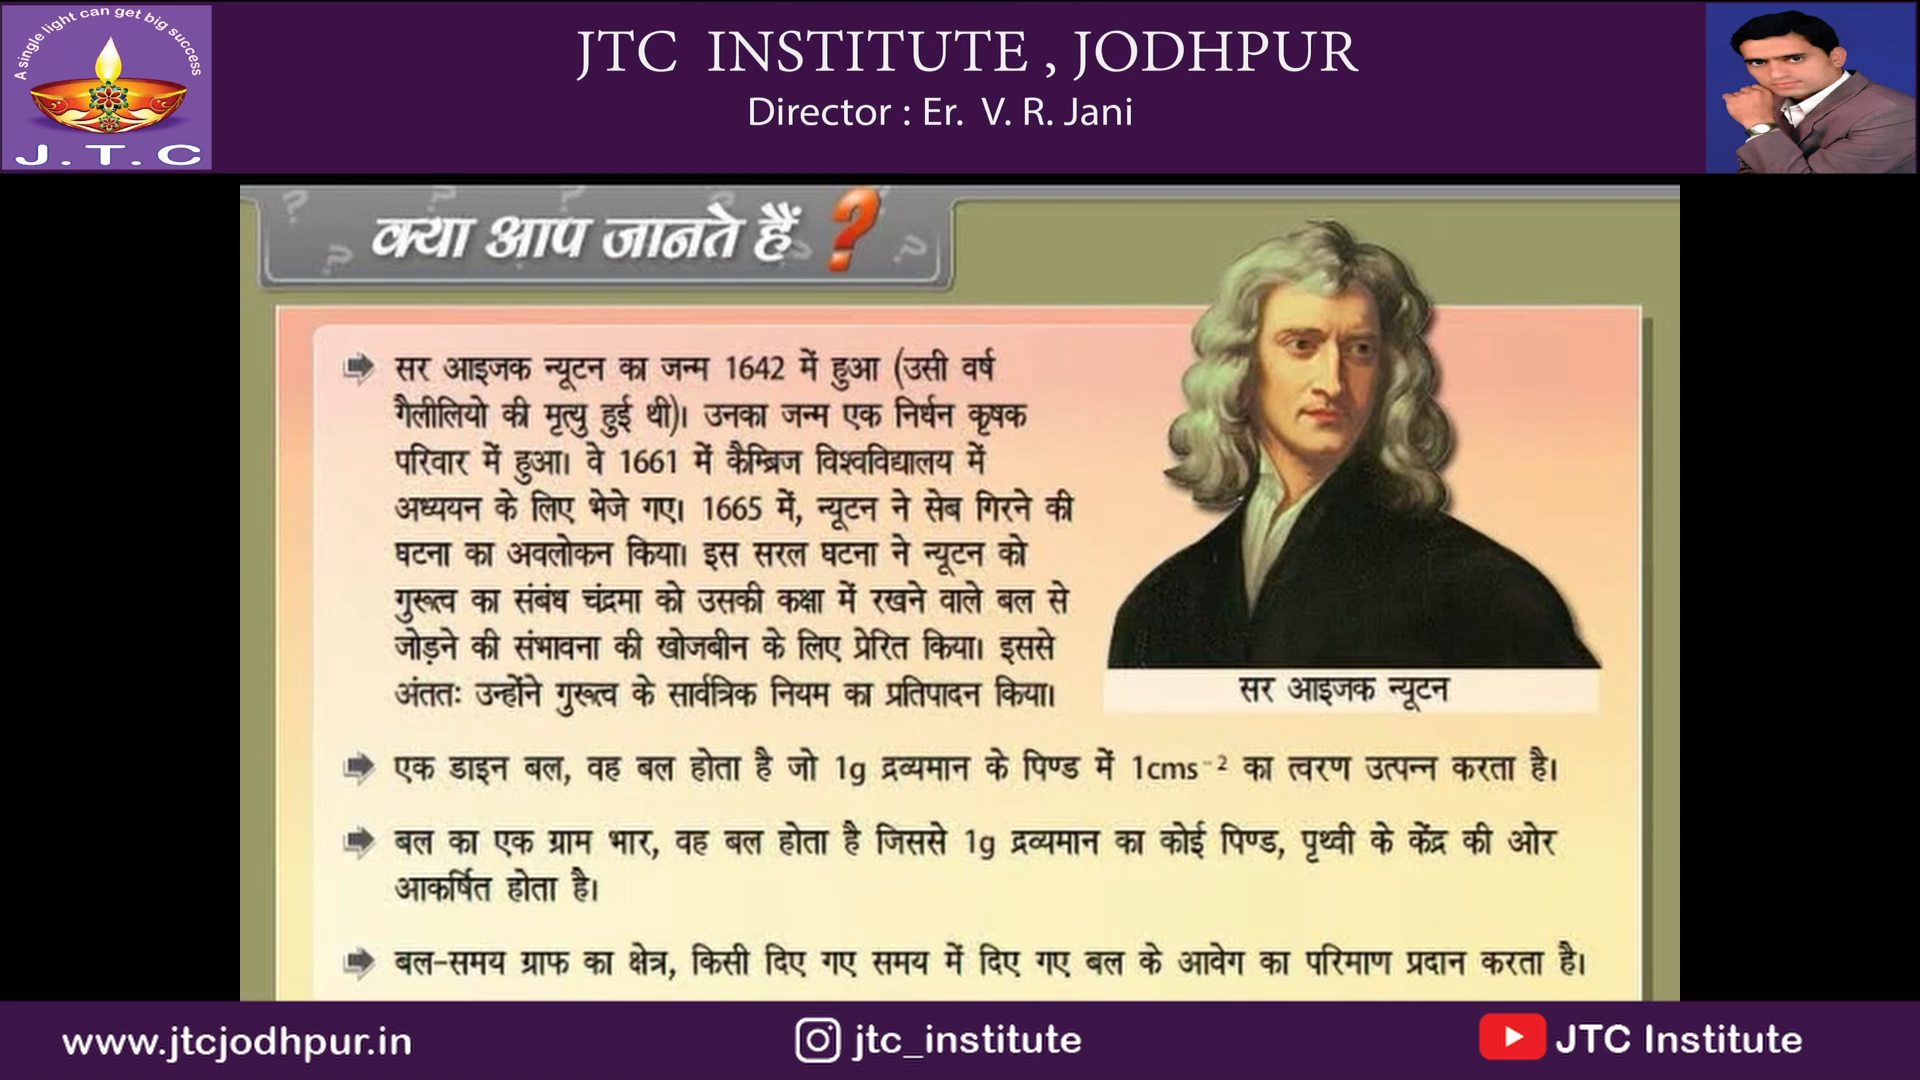 A single light can get big success
J.T.C
JTC INSTITUTE , JODHPUR
Director : Er. V. R. Jani
क्या आप जानते हैं ?
सर आइजक न्यूटन का जन्म 1642 में हुआ (उसी वर्ष
गैलीलियो की मृत्यु हुई थी)। उनका जन्म एक निर्धन कृषक
परिवार में हुआ। वे 1661 में कैम्ब्रिज विश्वविद्यालय में
अध्ययन के लिए भेजे गए। 1665 में, न्यूटन ने सेब गिरने की
घटना का अवलोकन किया। इस सरल घटना ने न्यूटन को
गुरूत्व का संबंध चंद्रमा को उसकी कक्षा में रखने वाले बल से
जोड़ने की संभावना की खोजबीन के लिए प्रेरित किया। इससे
अंततः उन्होंने गुरूत्व के सार्वत्रिक नियम का प्रतिपादन किया।
सर आइजक न्यूटन
एक डाइन बल, वह बल होता है जो 1g द्रव्यमान के पिण्ड में 1cms⁻² का त्वरण उत्पन्न करता है।
बल का एक ग्राम भार, वह बल होता है जिससे 1g द्रव्यमान का कोई पिण्ड, पृथ्वी के केंद्र की ओर
आकर्षित होता है।
बल-समय ग्राफ का क्षेत्र, किसी दिए गए समय में दिए गए बल के आवेग का परिमाण प्रदान करता है।
www.jtcjodhpur.in
jtc_institute
JTC Institute